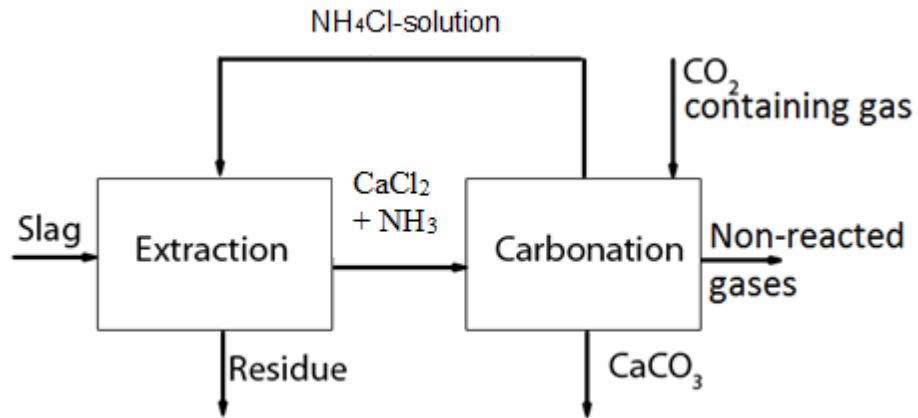 NH₄Cl-solution
CO₂
containing gas
CaCl₂
+ NH₃
Slag
Extraction
Carbonation
Non-reacted
gases
Residue
CaCO₃